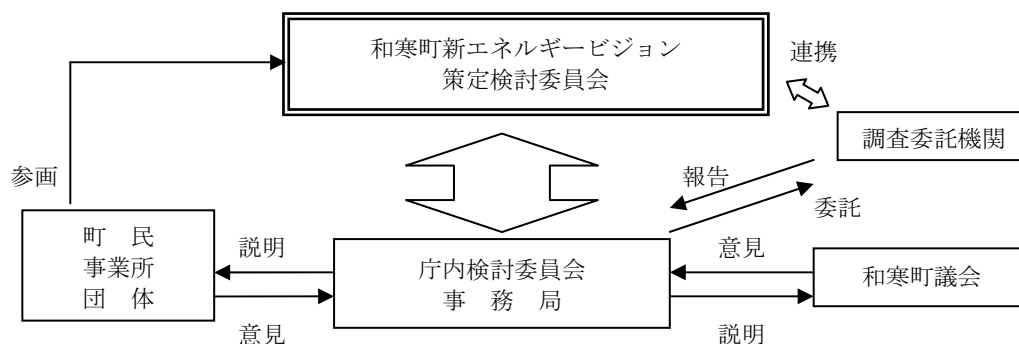 和寒町新エネルギービジョン
策定検討委員会
連携
調査委託機関
参画
報告
委託
町　民
事業所
団　体
説明
意見
庁内検討委員会
事　務　局
意見
説明
和寒町議会